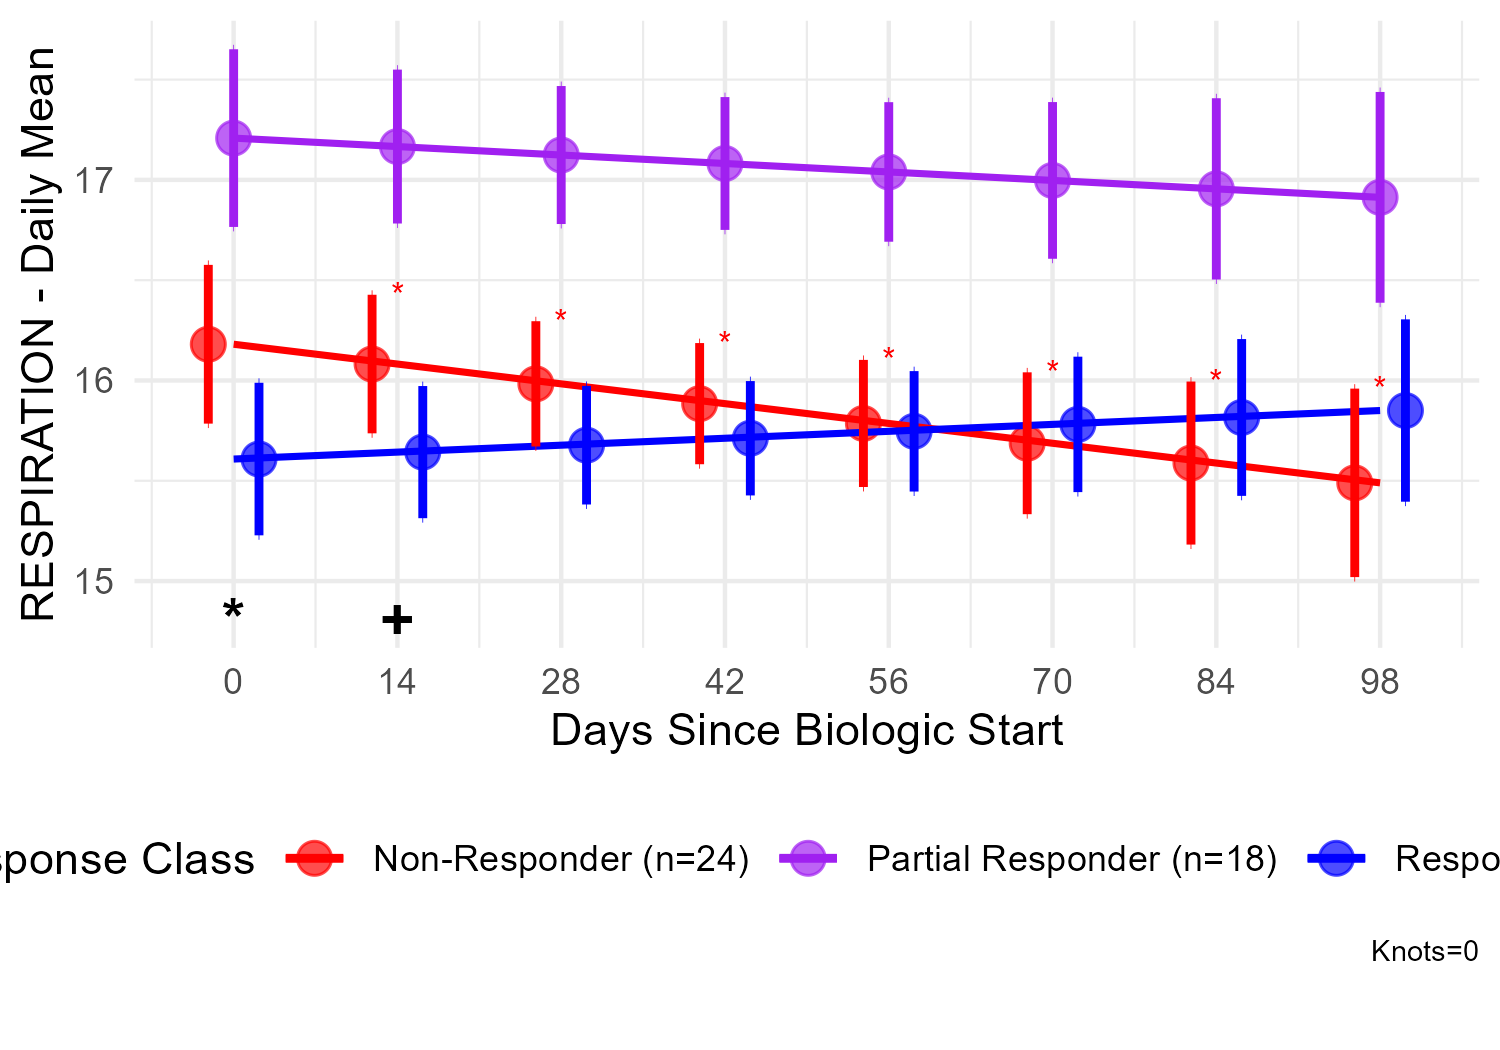 RESPIRATION - Daily Mean
17
16
15
*
*
*
*
*
*
*
* +
0 14 28 42 56 70 84 98
Days Since Biologic Start
sponse Class Non-Responder (n=24) Partial Responder (n=18) Respo
Knots=0